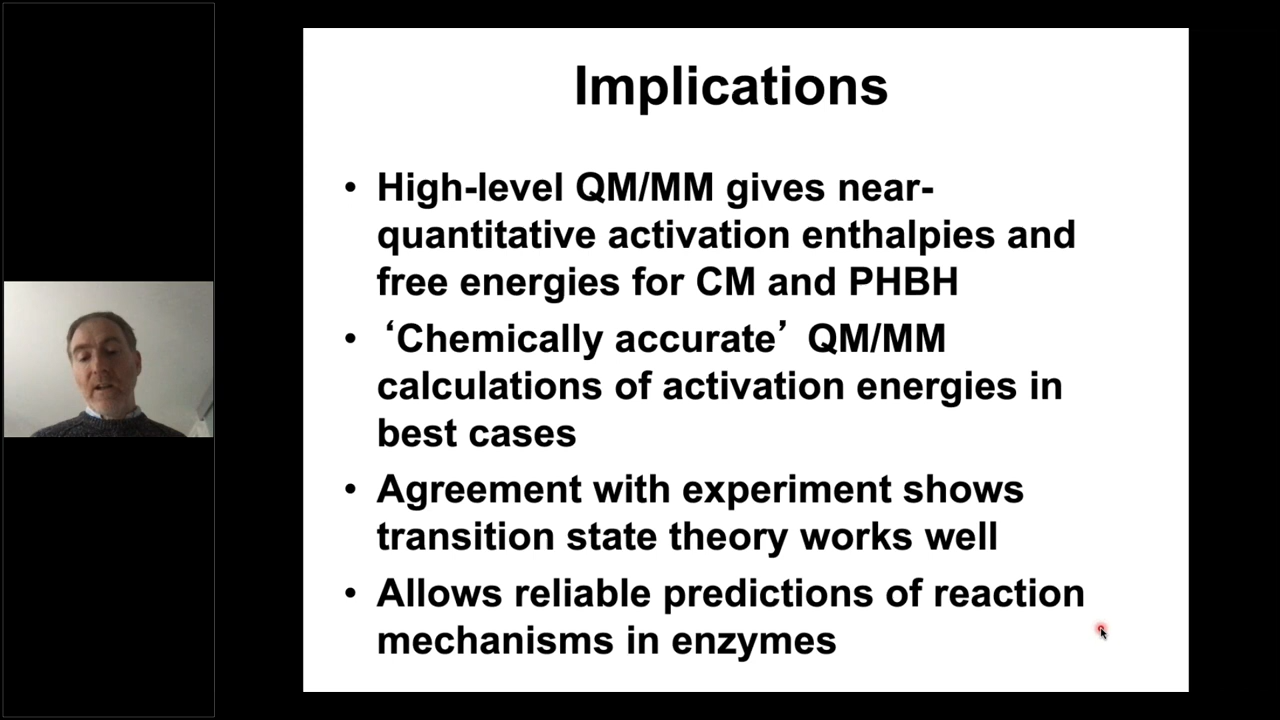 Implications
• High-level QM/MM gives near-
quantitative activation enthalpies and
free energies for CM and PHBH
• ‘Chemically accurate’ QM/MM
calculations of activation energies in
best cases
• Agreement with experiment shows
transition state theory works well
• Allows reliable predictions of reaction
mechanisms in enzymes